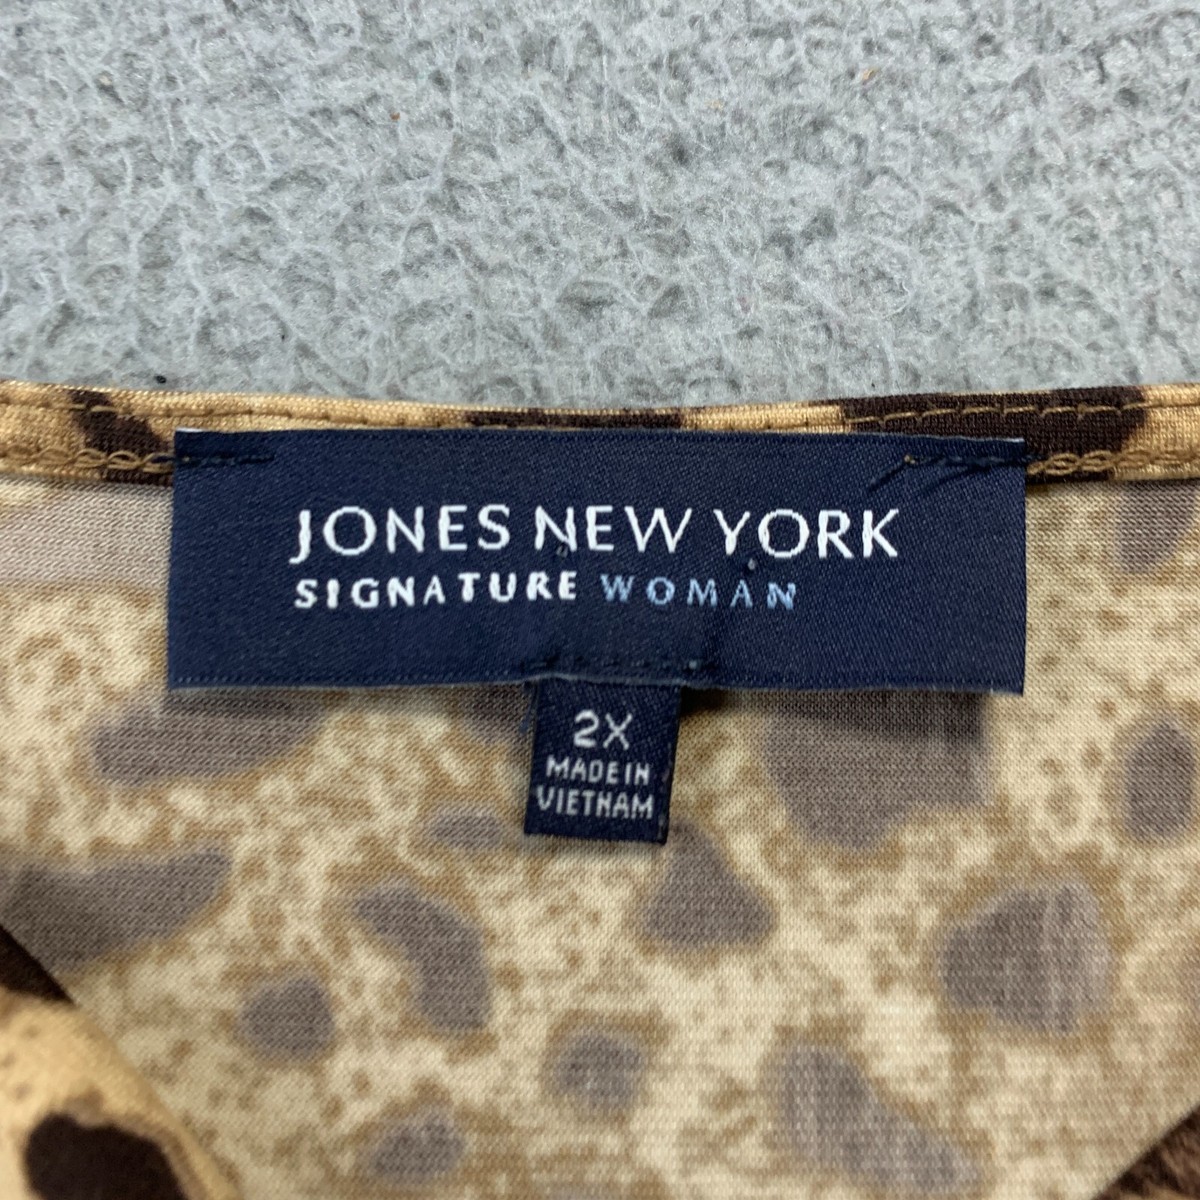 JONES NEW YORK
SIGNATURE WOMAN
2X
MADE IN
VIETNAM